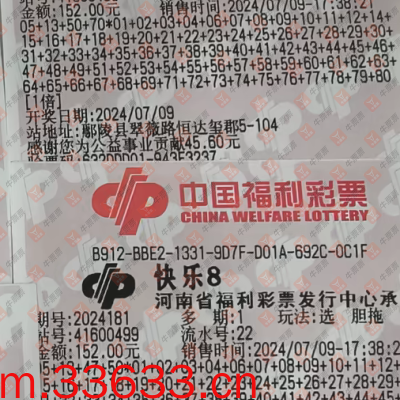 金额:152.00元 销售时间:2024/07/09-17:38:21
05+13+50+70*01+02+03+04+06+07+08+09+10+11+12+14+
15+16+17+18+19+20+21+22+23+24+25+26+27+28+29+30+
31+32+33+34+35+36+37+38+39+40+41+42+43+44+45+46+
47+48+49+51+52+53+54+55+56+57+58+59+60+61+62+63+
64+65+66+67+68+69+71+72+73+74+75+76+77+78+79+80
[1倍]
开奖日期:2024/07/09
站地址:鄢陵县翠薇路恒达玺郡5-104
感谢您为公益事业贡献45.60元
中国福利彩票
CHINA WELFARE LOTTERY
B912-BBE2-1331-9D7F-D01A-692C-0C1F
快乐8
河南省福利彩票发行中心承
期号:2024181 多 期:1 玩法:选 胆拖
站号:41600499 流水号:22
金额:152.00元 销售时间:2024/07/09-17:38:2
m.33633.cn